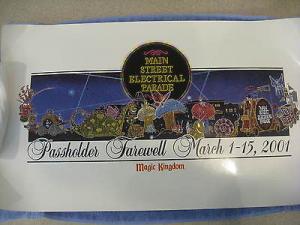 MAIN
STREET
ELECTRICAL
PARADE
Passholder Farewell March 1-15, 2001
Magic Kingdom